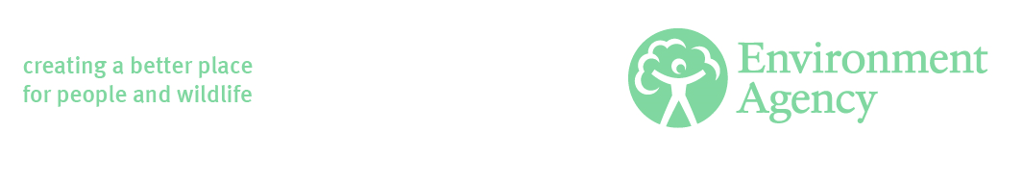 creating a better place
for people and wildlife
Environment
Agency